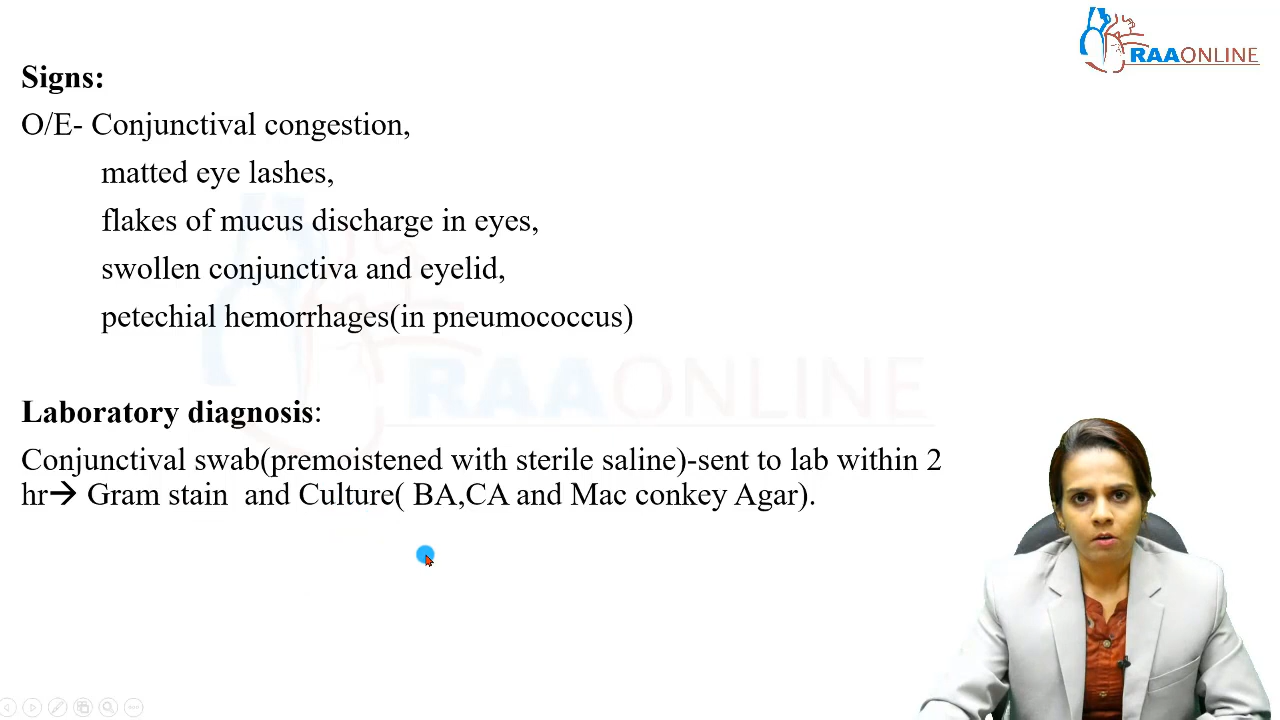 RAAONLINE
Signs:
O/E- Conjunctival congestion,
matted eye lashes,
flakes of mucus discharge in eyes,
swollen conjunctiva and eyelid,
petechial hemorrhages(in pneumococcus)
RAAONLINE
Laboratory diagnosis:
Conjunctival swab(premoistened with sterile saline)-sent to lab within 2
hr→ Gram stain and Culture( BA,CA and Mac conkey Agar).